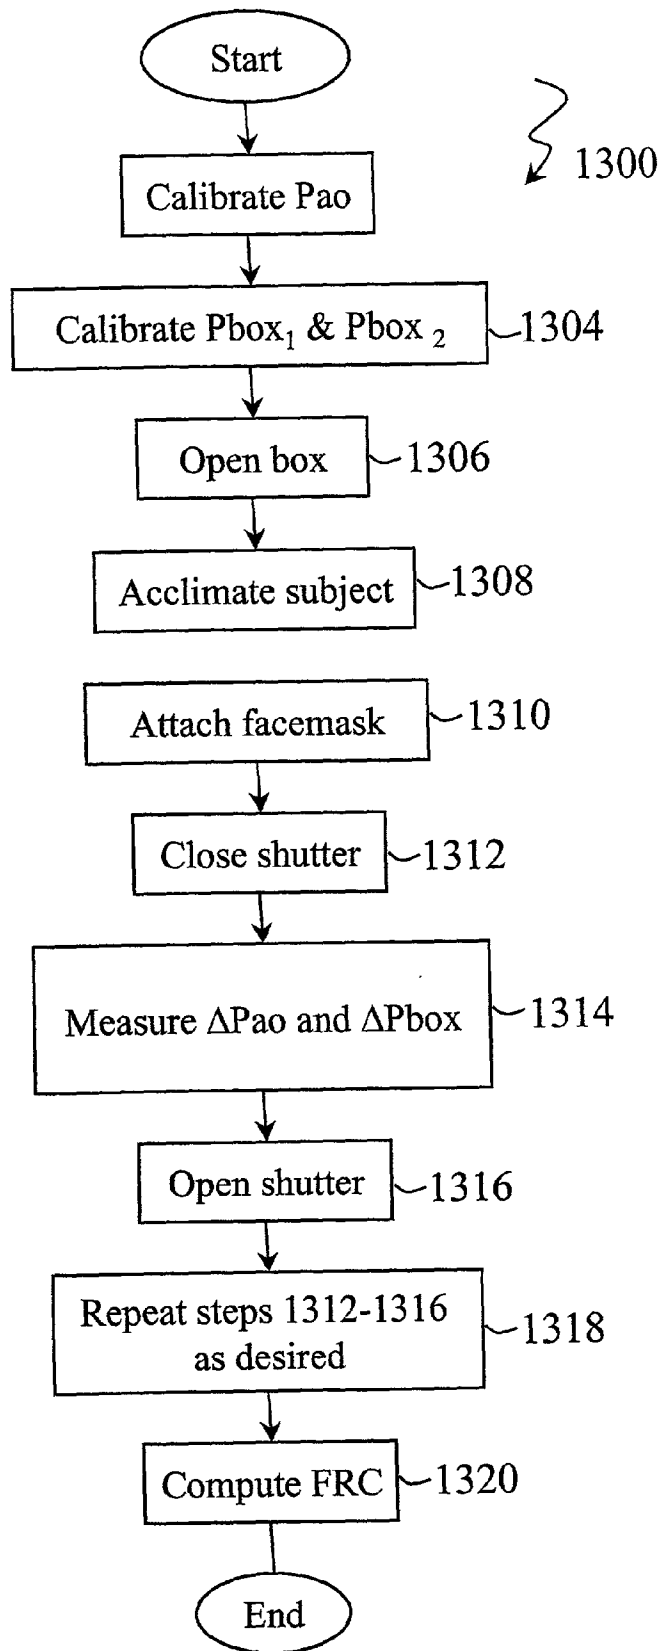 Start
1300
Calibrate Pao
Calibrate Pbox₁ & Pbox ₂
1304
Open box
1306
Acclimate subject
1308
Attach facemask
1310
Close shutter
1312
Measure ΔPao and ΔPbox
1314
Open shutter
1316
Repeat steps 1312-1316
as desired
1318
Compute FRC
1320
End